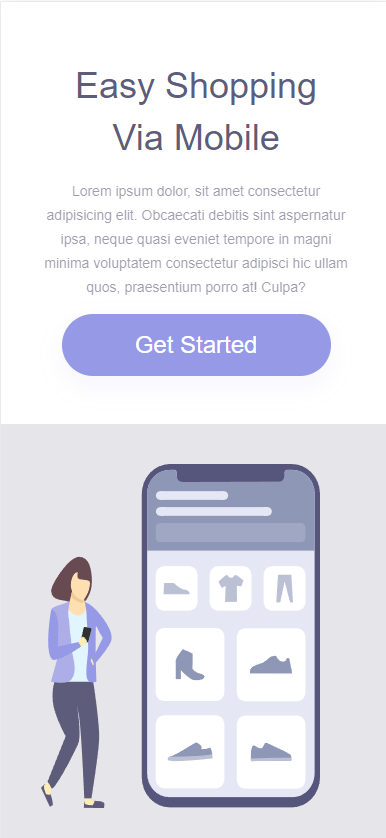 Easy Shopping
Via Mobile
Lorem ipsum dolor, sit amet consectetur
adipisicing elit. Obcaecati debitis sint aspernatur
ipsa, neque quasi eveniet tempore in magni
minima voluptatem consectetur adipisci hic ullam
quos, praesentium porro at! Culpa?
Get Started